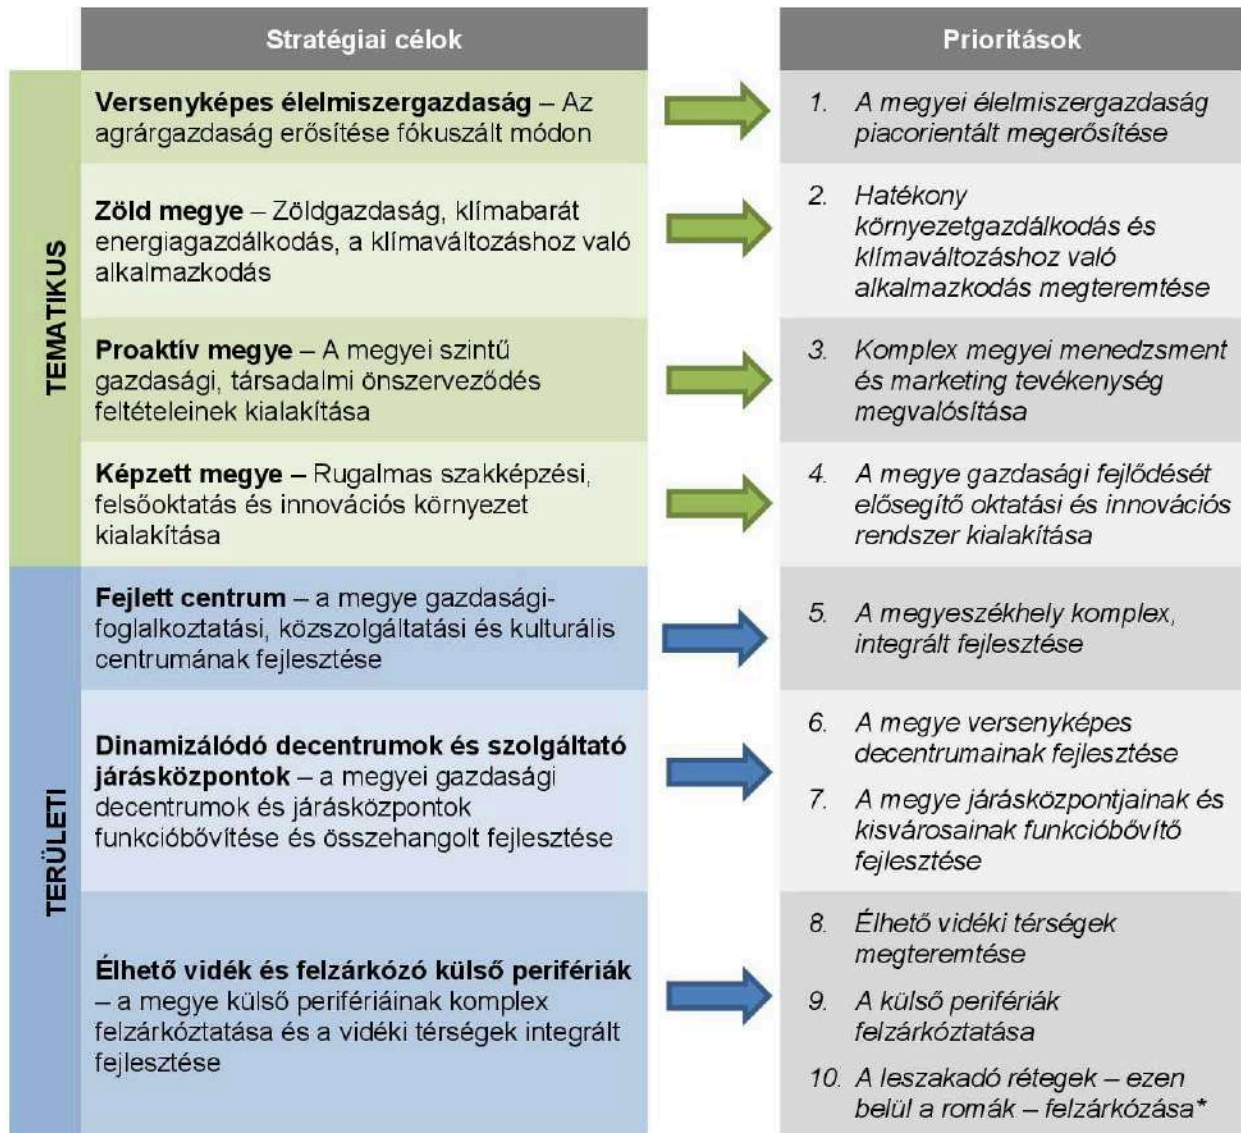 Stratégiai célok
Prioritások
TEMATIKUS
Versenyképes élelmiszergazdaság – Az
agrárgazdaság erősítése fókuszált módon
1. A megyei élelmiszergazdaság
piacorientált megerősítése
Zöld megye – Zöldgazdaság, klímabarát
energiagazdálkodás, a klímaváltozáshoz való
alkalmazkodás
2. Hatékony
környezetgazdálkodás és
klímaváltozáshoz való
alkalmazkodás megteremtése
Proaktív megye – A megyei szintű
gazdasági, társadalmi önszerveződés
feltételeinek kialakítása
3. Komplex megyei menedzsment
és marketing tevékenység
megvalósítása
Képzett megye – Rugalmas szakképzési,
felsőoktatás és innovációs környezet
kialakítása
4. A megye gazdasági fejlődését
elősegítő oktatási és innovációs
rendszer kialakítása
TERÜLETI
Fejlett centrum – a megye gazdasági-
foglalkoztatási, közszolgáltatási és kulturális
centrumának fejlesztése
5. A megyeszékhely komplex,
integrált fejlesztése
Dinamizálódó decentrumok és szolgáltató
járásközpontok – a megyei gazdasági
decentrumok és járásközpontok
funkcióbővítése és összehangolt fejlesztése
6. A megye versenyképes
decentrumainak fejlesztése
7. A megye járásközpontjainak és
kisvárosainak funkcióbővítő
fejlesztése
Élhető vidék és felzárkózó külső perifériák
– a megye külső perifériáinak komplex
felzárkóztatása és a vidéki térségek integrált
fejlesztése
8. Élhető vidéki térségek
megteremtése
9. A külső perifériák
felzárkóztatása
10. A leszakadó rétegek – ezen
belül a romák – felzárkózása*